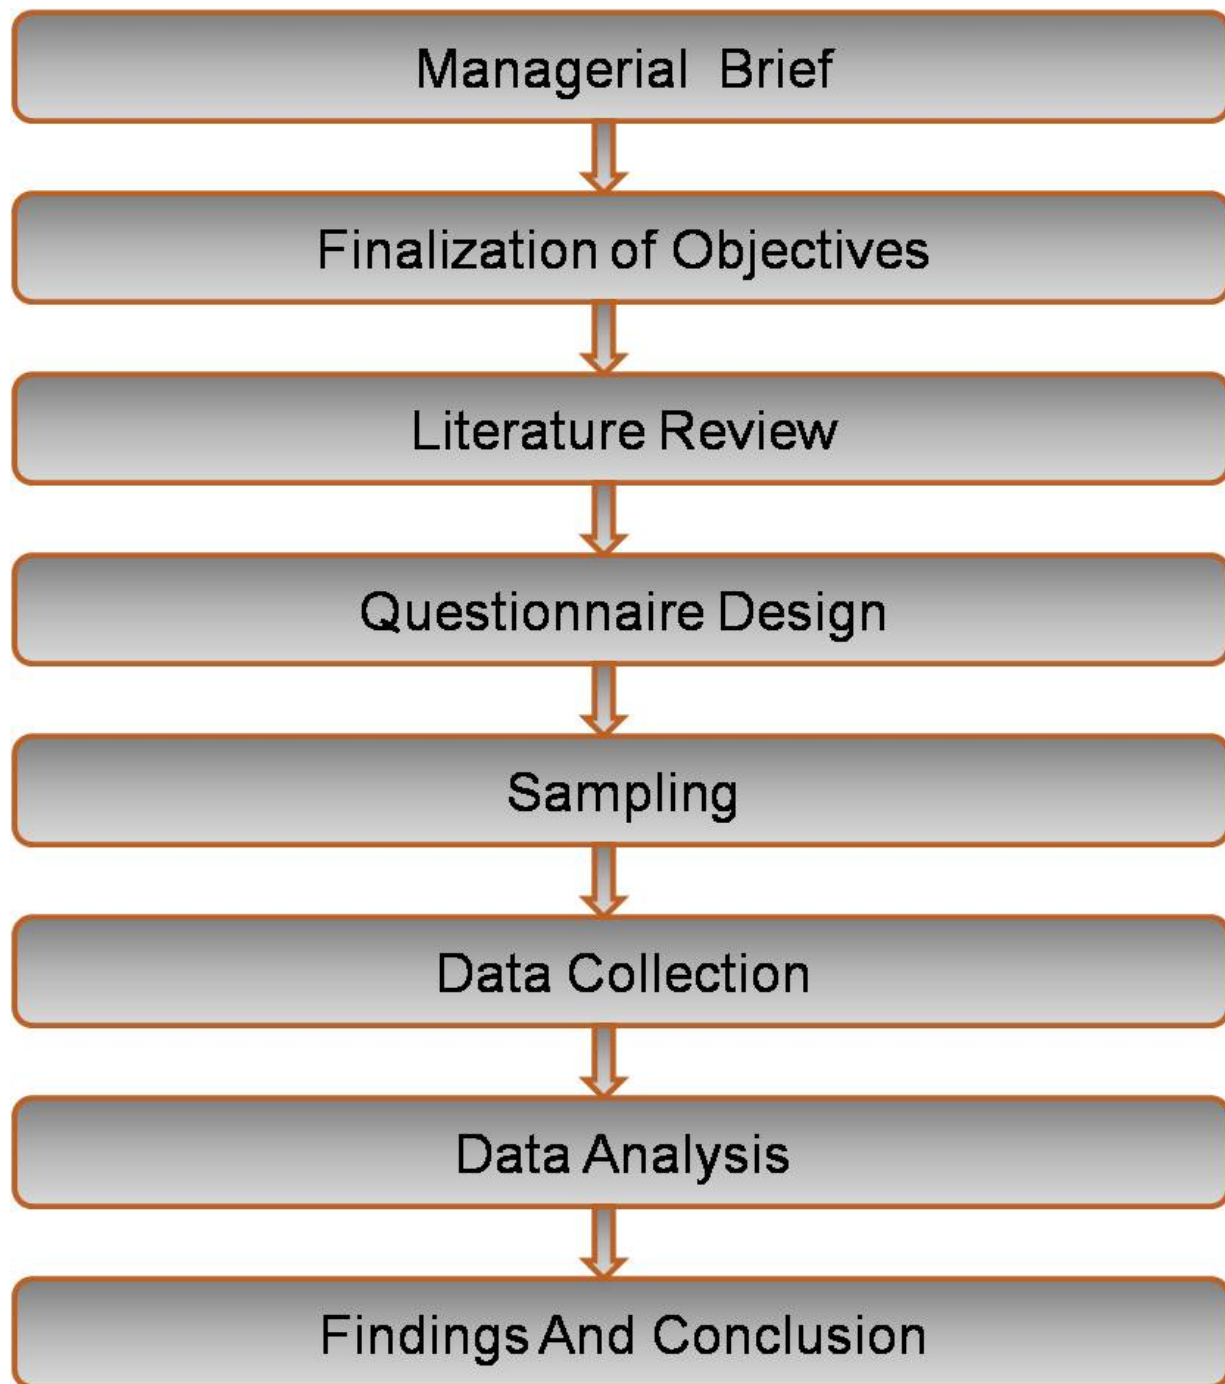 Managerial  Brief
Finalization of Objectives
Literature Review
Questionnaire Design
Sampling
Data Collection
Data Analysis
Findings And Conclusion